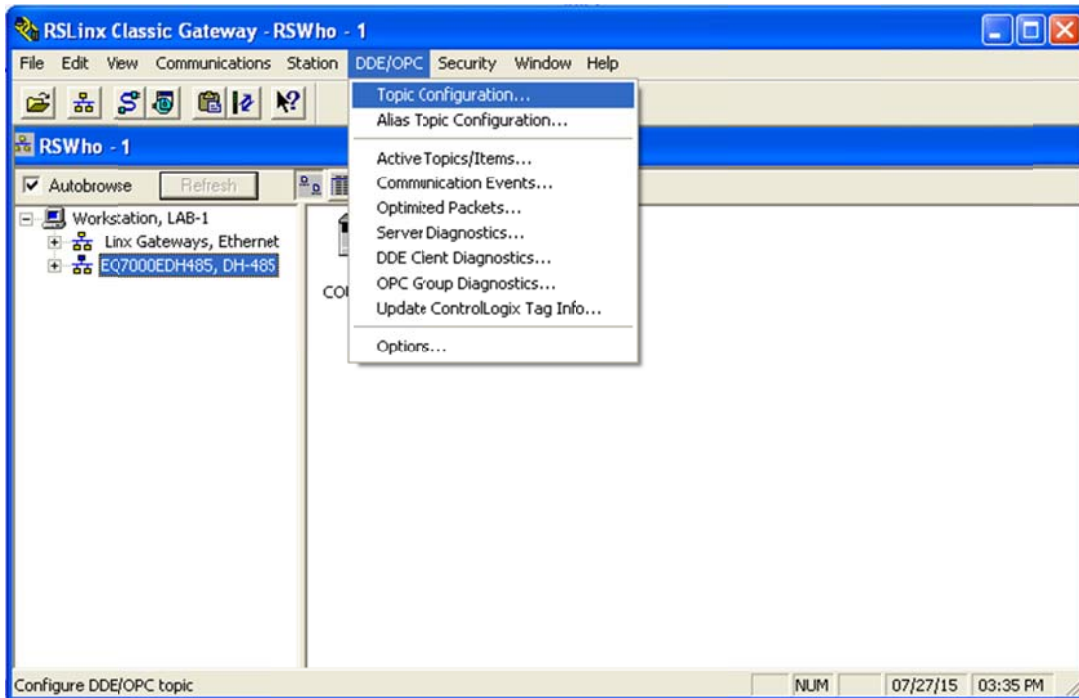 RSLinx Classic Gateway - RSWho - 1
File Edit View Communications Station DDE/OPC Security Window Help
Topic Configuration...
Alias Topic Configuration...
RSWho - 1
Active Topics/Items...
Autobrowse Refresh
Communication Events...
Optimized Packets...
Workstation, LAB-1
Server Diagnostics...
Linx Gateways, Ethernet
DDE Client Diagnostics...
EQ7000EDH485, DH-485
OPC Group Diagnostics...
Update ControlLogix Tag Info...
Options...
Configure DDE/OPC topic NUM 07/27/15 03:35 PM